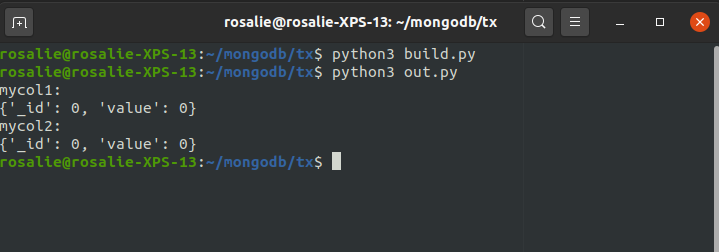 rosalie@rosalie-XPS-13: ~/mongodb/tx
rosalie@rosalie-XPS-13:~/mongodb/tx$ python3 build.py
rosalie@rosalie-XPS-13:~/mongodb/tx$ python3 out.py
mycol1:
{'_id': 0, 'value': 0}
mycol2:
{'_id': 0, 'value': 0}
rosalie@rosalie-XPS-13:~/mongodb/tx$